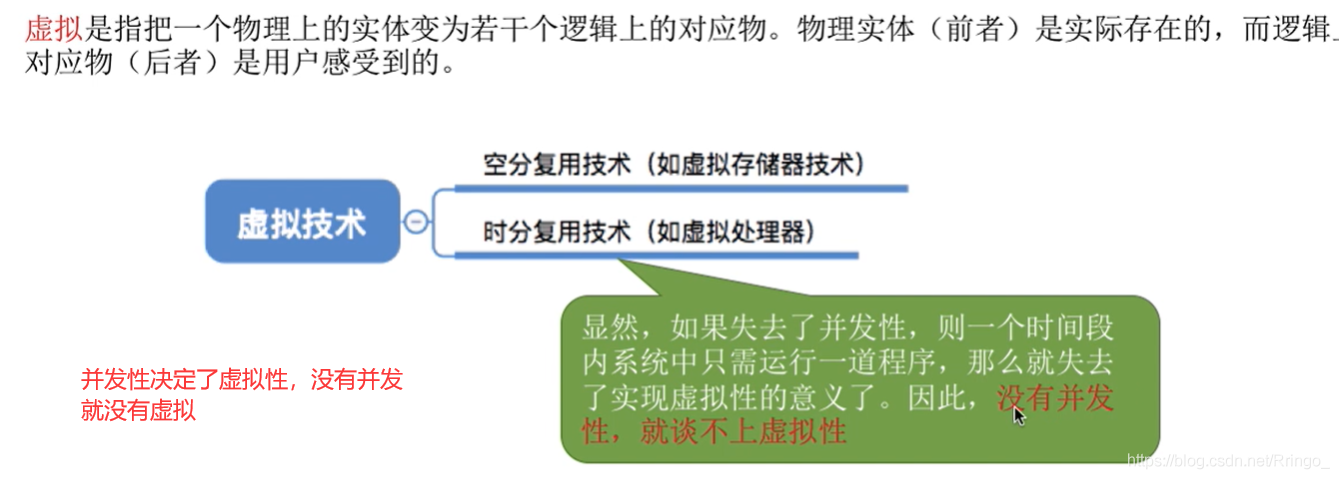 虚拟是指把一个物理上的实体变为若干个逻辑上的对应物。物理实体（前者）是实际存在的，而逻辑上
对应物（后者）是用户感受到的。
空分复用技术（如虚拟存储器技术）
虚拟技术
时分复用技术（如虚拟处理器）
显然，如果失去了并发性，则一个时间段
内系统中只需运行一道程序，那么就失去
了实现虚拟性的意义了。因此，没有并发
性，就谈不上虚拟性
并发性决定了虚拟性，没有并发
就没有虚拟
https://blog.csdn.net/Rringo_